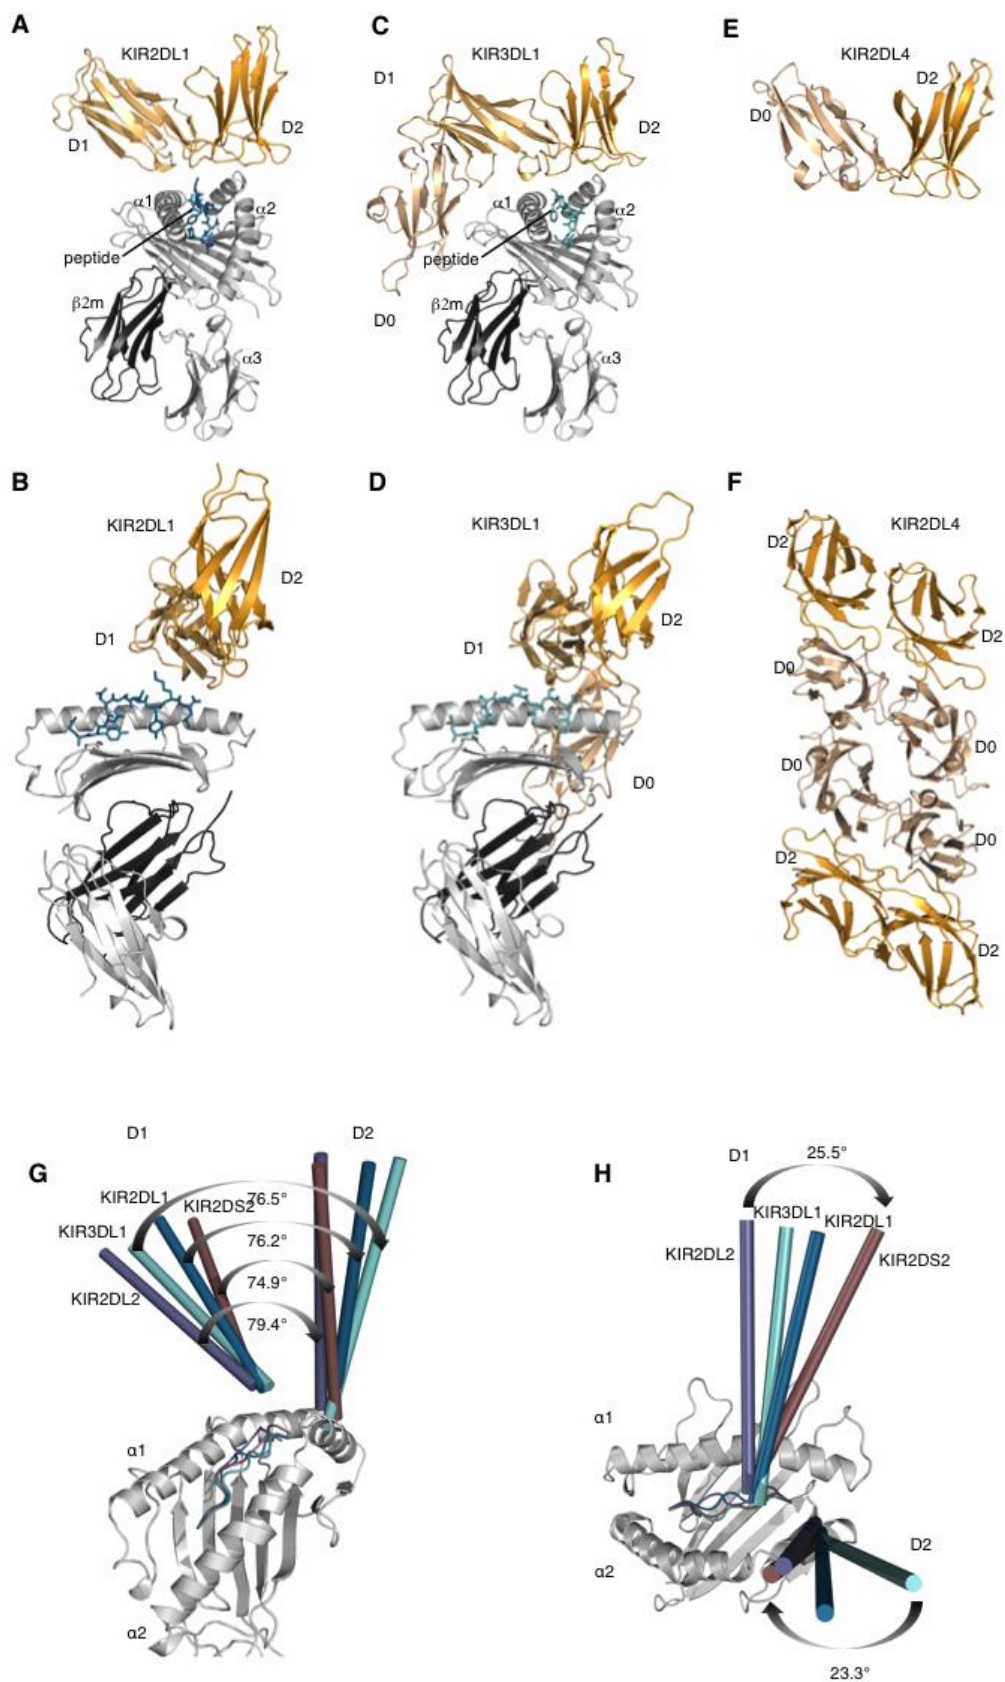 A
KIR2DL1
D1
D2
α1
α2
peptide
β2m
α3
C
KIR3DL1
D1
D2
α1
α2
peptide
D0
β2m
α3
E
KIR2DL4
D2
D0
B
KIR2DL1
D2
D1
D
KIR3DL1
D2
D1
D0
F
KIR2DL4
D2
D2
D0
D0
D0
D0
D2
D2
G
D1
D2
KIR2DL1
KIR2DS2
76.5°
KIR3DL1
76.2°
74.9°
KIR2DL2
79.4°
α1
α2
H
D1
25.5°
KIR3DL1
KIR2DL1
KIR2DL2
KIR2DS2
α1
α2
D2
23.3°